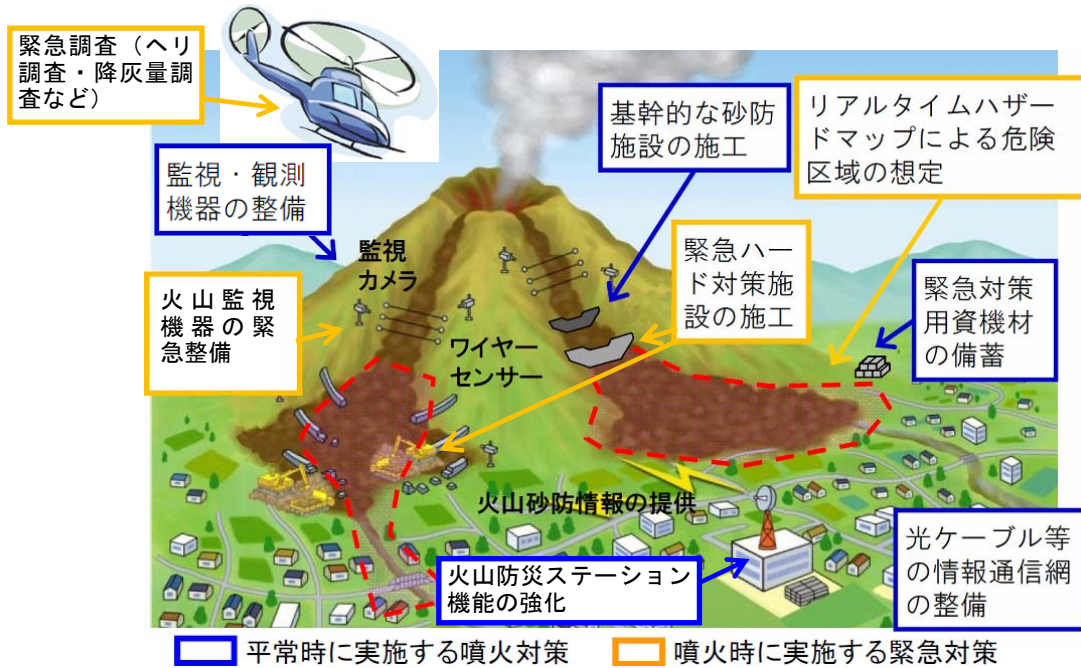 緊急調査（ヘリ
調査・降灰量調
査など）
監視・観測
機器の整備
基幹的な砂防
施設の施工
リアルタイムハザー
ドマップによる危険
区域の想定
監視
カメラ
火山監視
機器の緊
急整備
ワイヤー
センサー
緊急ハー
ド対策施
設の施工
緊急対策
用資機材
の備蓄
火山砂防情報の提供
火山防災ステーション
機能の強化
光ケーブル等
の情報通信網
の整備
平常時に実施する噴火対策
噴火時に実施する緊急対策